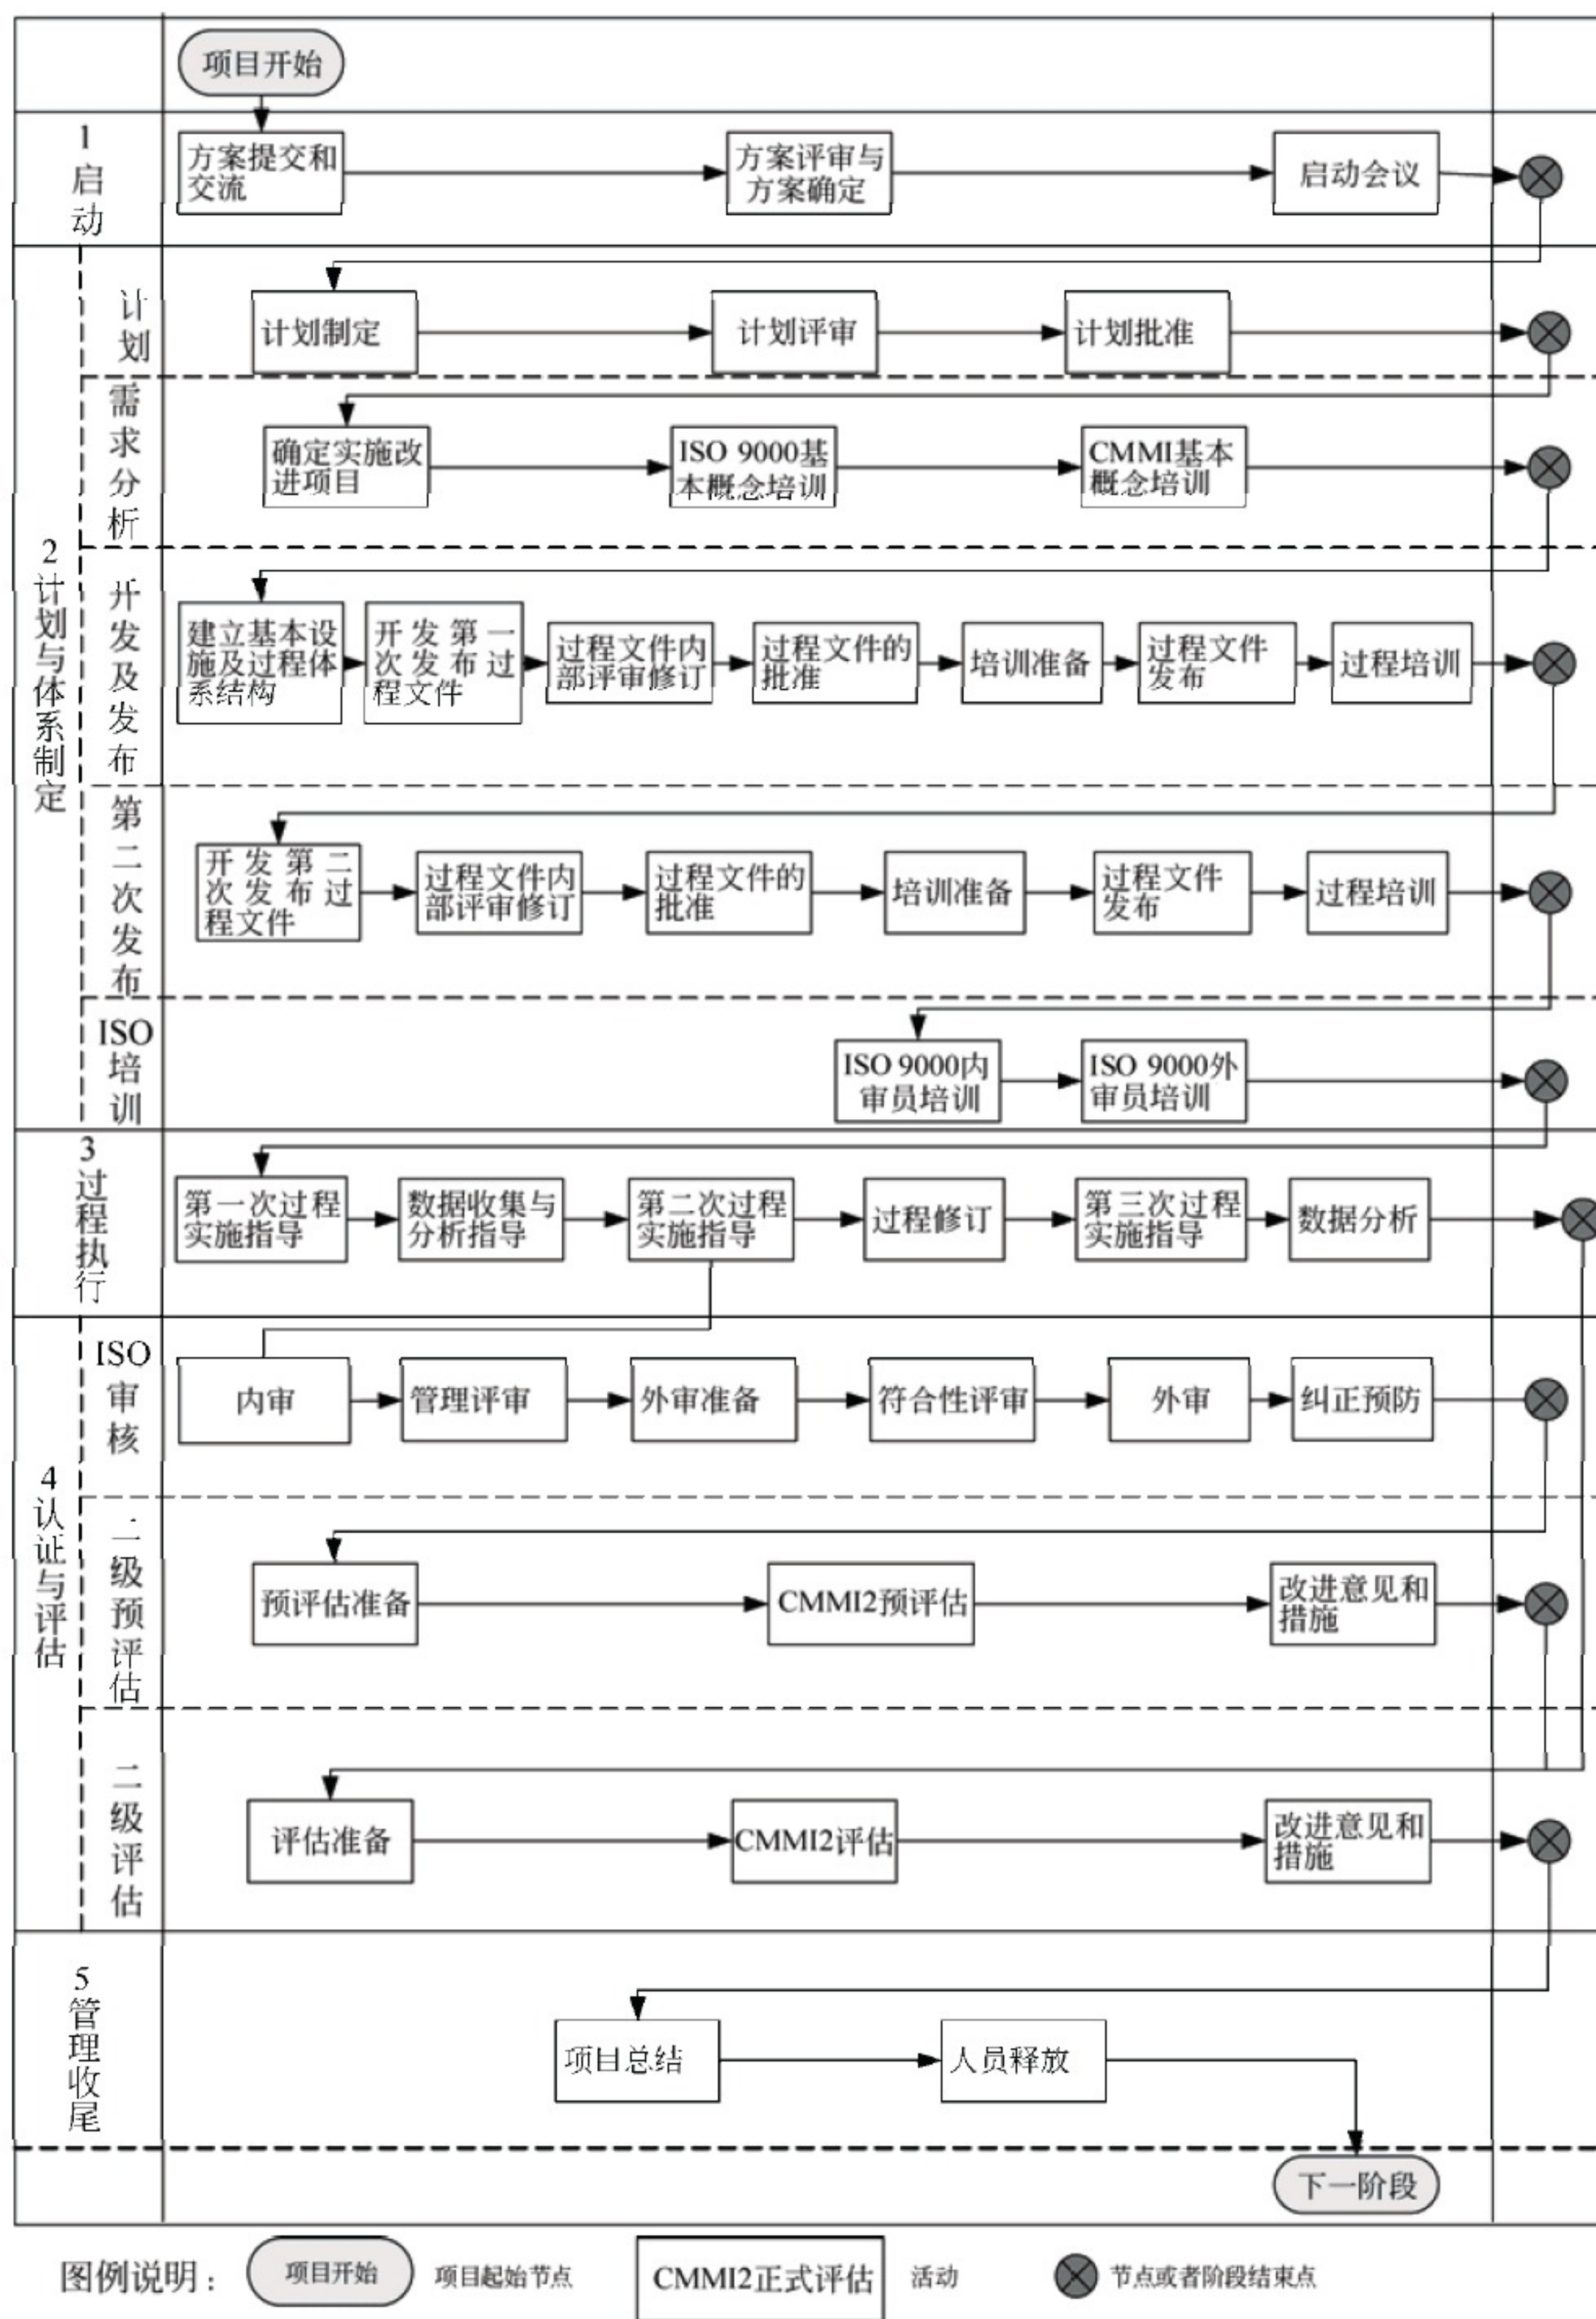 项目开始
1
启
动
方案提交和
交流
方案评审与
方案确定
启动会议
2
计
划
与
体
系
制
定
计
划
计划制定
计划评审
计划批准
需
求
分
析
确定实施改
进项目
ISO 9000基
本概念培训
CMMI基本
概念培训
开
发
及
发
布
建立基本设
施及过程体
系结构
开发第一
次发布过
程文件
过程文件内
部评审修订
过程文件的
批准
培训准备
过程文件
发布
过程培训
第
二
次
发
布
开发第二
次发布过
程文件
过程文件内
部评审修订
过程文件的
批准
培训准备
过程文件
发布
过程培训
ISO
培
训
ISO 9000内
审员培训
ISO 9000外
审员培训
3
过
程
执
行
第一次过程
实施指导
数据收集与
分析指导
第二次过程
实施指导
过程修订
第三次过程
实施指导
数据分析
4
认
证
与
评
估
ISO
审
核
内审
管理评审
外审准备
符合性评审
外审
纠正预防
二
级
预
评
估
预评估准备
CMMI2预评估
改进意见和
措施
二
级
评
估
评估准备
CMMI2评估
改进意见和
措施
5
管
理
收
尾
项目总结
人员释放
下一阶段
图例说明：
项目开始
项目起始节点
CMMI2正式评估
活动
节点或者阶段结束点